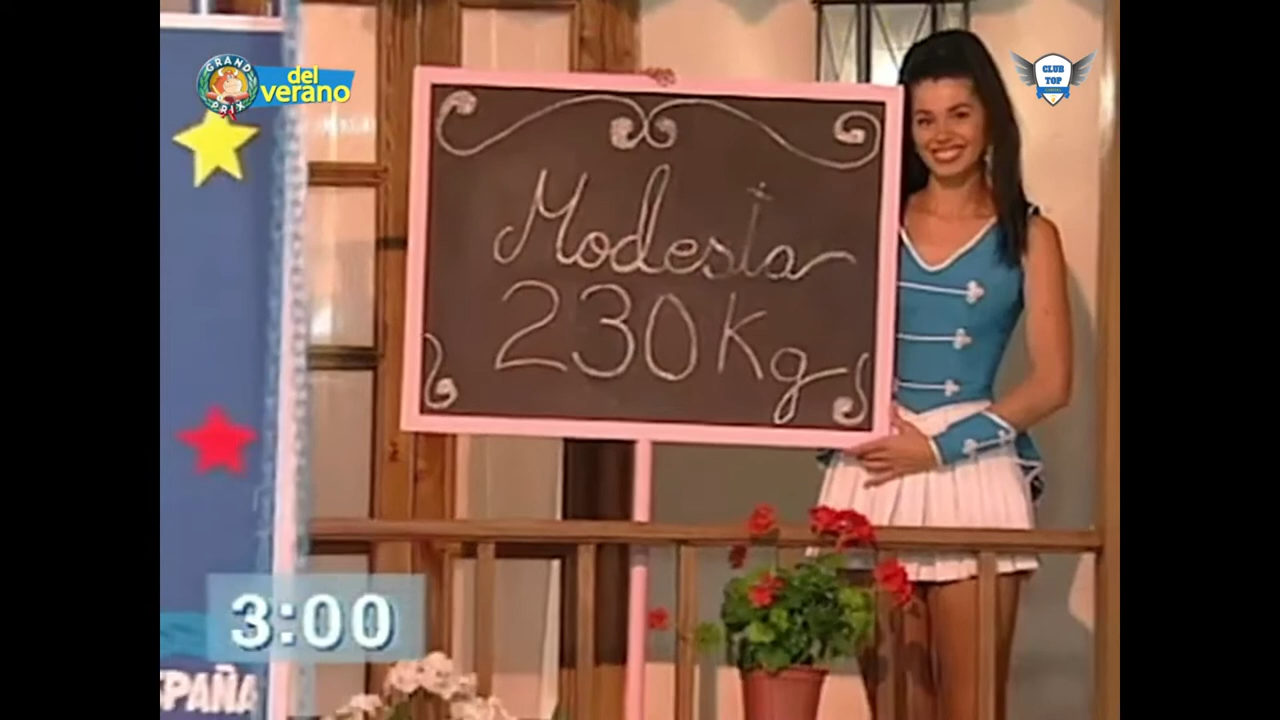 GRAND
PRIX
del
verano
CLUB
TOP
Modesta
230 Kg
3:00
PAÑA